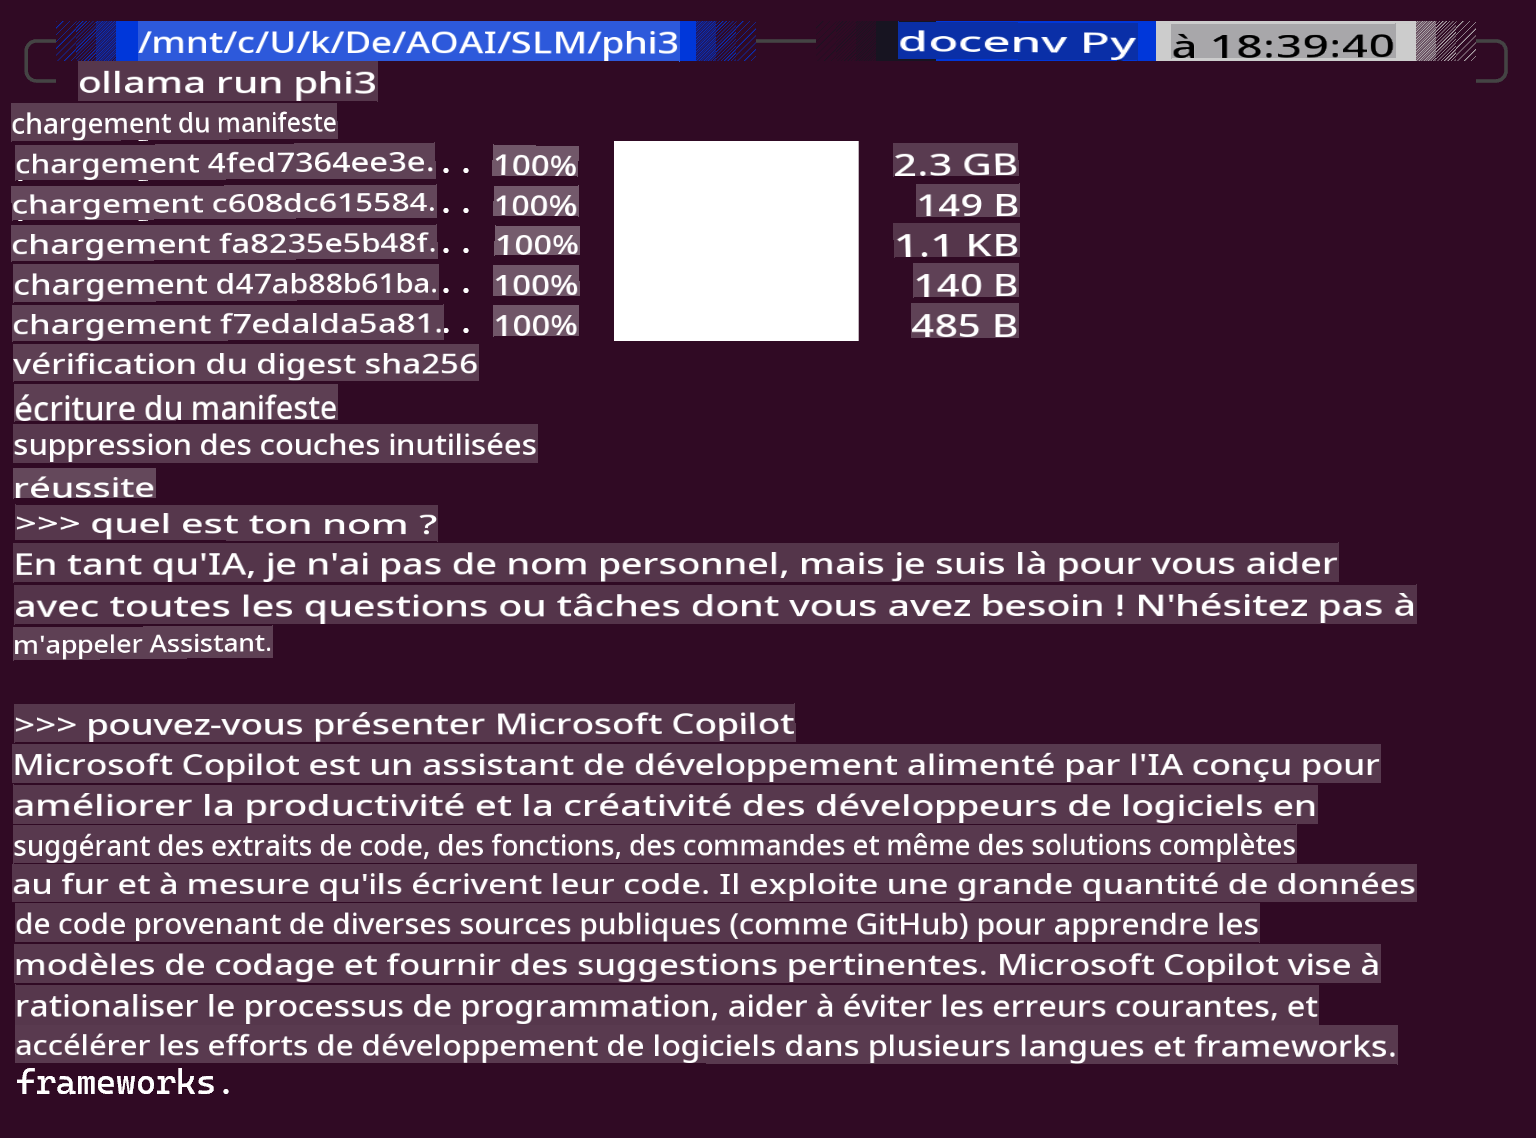 /mnt/c/U/k/De/AOAI/SLM/phi3 docenv Py à 18:39:40
ollama run phi3
chargement du manifeste
chargement 4fed7364ee3e... 100% 2.3 GB
chargement c608dc615584... 100% 149 B
chargement fa8235e5b48f... 100% 1.1 KB
chargement d47ab88b61ba... 100% 140 B
chargement f7edalda5a81... 100% 485 B
vérification du digest sha256
écriture du manifeste
suppression des couches inutilisées
réussite
>>> quel est ton nom ?
En tant qu'IA, je n'ai pas de nom personnel, mais je suis là pour vous aider
avec toutes les questions ou tâches dont vous avez besoin ! N'hésitez pas à
m'appeler Assistant.
>>> pouvez-vous présenter Microsoft Copilot
Microsoft Copilot est un assistant de développement alimenté par l'IA conçu pour
améliorer la productivité et la créativité des développeurs de logiciels en
suggérant des extraits de code, des fonctions, des commandes et même des solutions complètes
au fur et à mesure qu'ils écrivent leur code. Il exploite une grande quantité de données
de code provenant de diverses sources publiques (comme GitHub) pour apprendre les
modèles de codage et fournir des suggestions pertinentes. Microsoft Copilot vise à
rationaliser le processus de programmation, aider à éviter les erreurs courantes, et
accélérer les efforts de développement de logiciels dans plusieurs langues et frameworks.
frameworks.